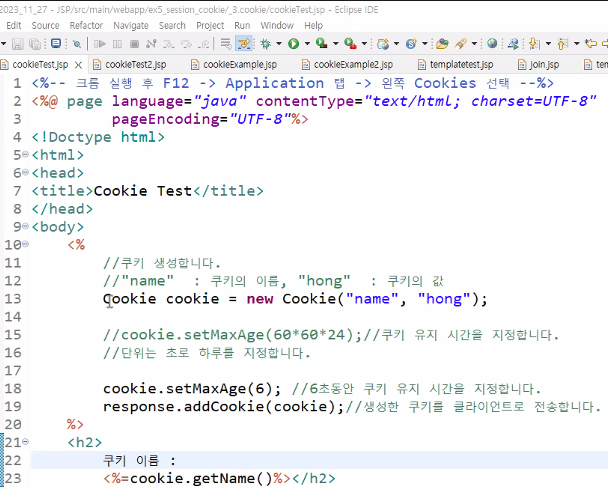 2023_11_27 - JSP/src/main/webapp/ex5_session_cookie/_3.cookie/cookieTest.jsp - Eclipse IDE
Edit Source Refactor Navigate Search Project Run Window Help
cookieTest.jsp cookieTest2.jsp cookieExample.jsp cookieExample2.jsp templatetest.jsp join.jsp ten
1 <%-- 크롬 실행 후 F12 -> Application 탭 -> 왼쪽 Cookies 선택 --%>
2 <%@ page language="java" contentType="text/html; charset=UTF-8"
3 pageEncoding="UTF-8"%>
4 <!Doctype html>
5 <html>
6 <head>
7 <title>Cookie Test</title>
8 </head>
9 <body>
10 <%
11 //쿠키 생성합니다.
12 //"name" : 쿠키의 이름, "hong" : 쿠키의 값
13 Cookie cookie = new Cookie("name", "hong");
14
15 //cookie.setMaxAge(60*60*24);//쿠키 유지 시간을 지정합니다.
16 //단위는 초로 하루를 지정합니다.
17
18 cookie.setMaxAge(6); //6초동안 쿠키 유지 시간을 지정합니다.
19 response.addCookie(cookie);//생성한 쿠키를 클라이언트로 전송합니다.
20 %>
21 <h2>
22 쿠키 이름 :
23 <%=cookie.getName()%></h2>